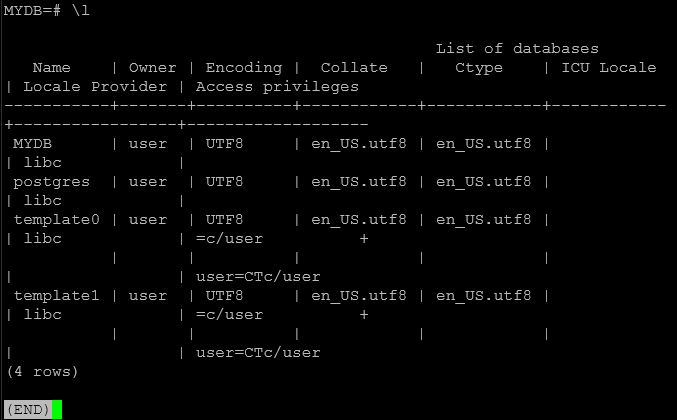 MYDB=# \l
List of databases
Name | Owner | Encoding | Collate | Ctype | ICU Locale
| Locale Provider | Access privileges
-----------+-------+----------+------------+------------+------------
+-----------------+-------------------
MYDB | user | UTF8 | en_US.utf8 | en_US.utf8 |
| libc |
postgres | user | UTF8 | en_US.utf8 | en_US.utf8 |
| libc |
template0 | user | UTF8 | en_US.utf8 | en_US.utf8 |
| libc | =c/user +
| | | | |
| | user=CTc/user
template1 | user | UTF8 | en_US.utf8 | en_US.utf8 |
| libc | =c/user +
| | | | |
| | user=CTc/user
(4 rows)
(END)